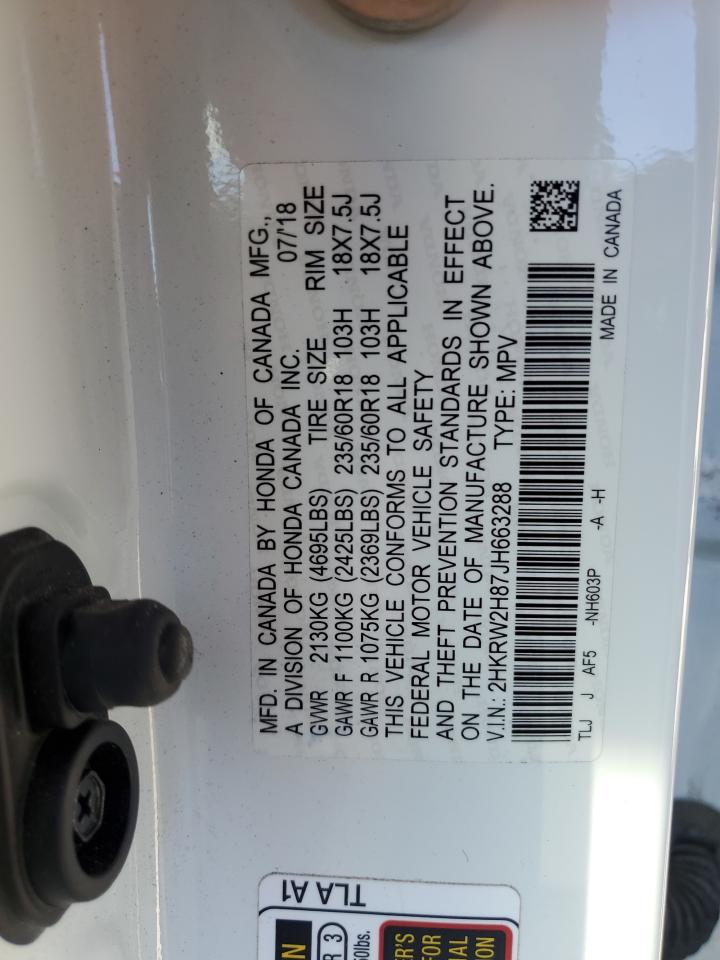 MFD. IN CANADA BY HONDA OF CANADA MFG.,
A DIVISION OF HONDA CANADA INC. 07/'18
GVWR 2130KG (4695LBS) TIRE SIZE RIM SIZE
GAWR F 1100KG (2425LBS) 235/60R18 103H 18X7.5J
GAWR R 1075KG (2369LBS) 235/60R18 103H 18X7.5J
THIS VEHICLE CONFORMS TO ALL APPLICABLE
FEDERAL MOTOR VEHICLE SAFETY
AND THEFT PREVENTION STANDARDS IN EFFECT
ON THE DATE OF MANUFACTURE SHOWN ABOVE.
V.I.N.: 2HKRW2H87JH663288 TYPE: MPV
TLJ J AF5 -NH603P -A -H MADE IN CANADA
TLA A1